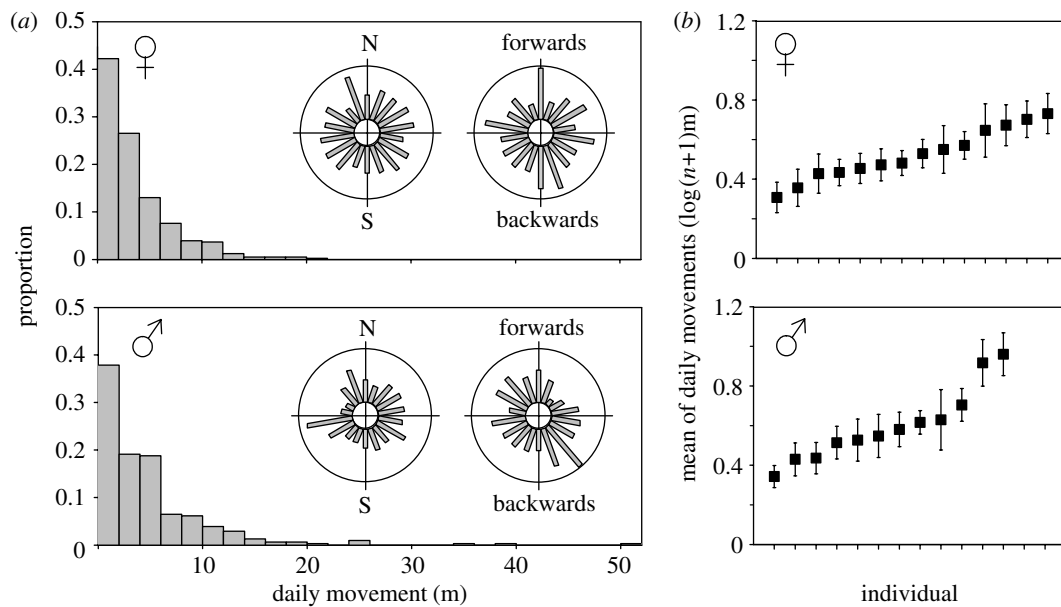 (a)
proportion
0.5
0.4
0.3
0.2
0.1
0
♀
N
S
forwards
backwards
0.5
0.4
0.3
0.2
0.1
0
♂
N
S
forwards
backwards
10
20
30
40
50
daily movement (m)
(b)
mean of daily movements (log(n+1)m)
1.2
0.8
0.4
0
♀
1.2
0.8
0.4
0
♂
individual